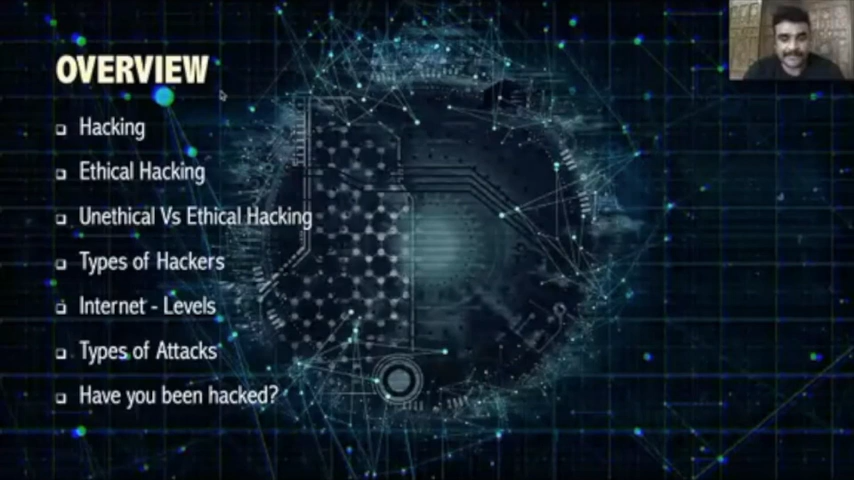 OVERVIEW
Hacking
Ethical Hacking
Unethical Vs Ethical Hacking
Types of Hackers
Internet - Levels
Types of Attacks
Have you been hacked?